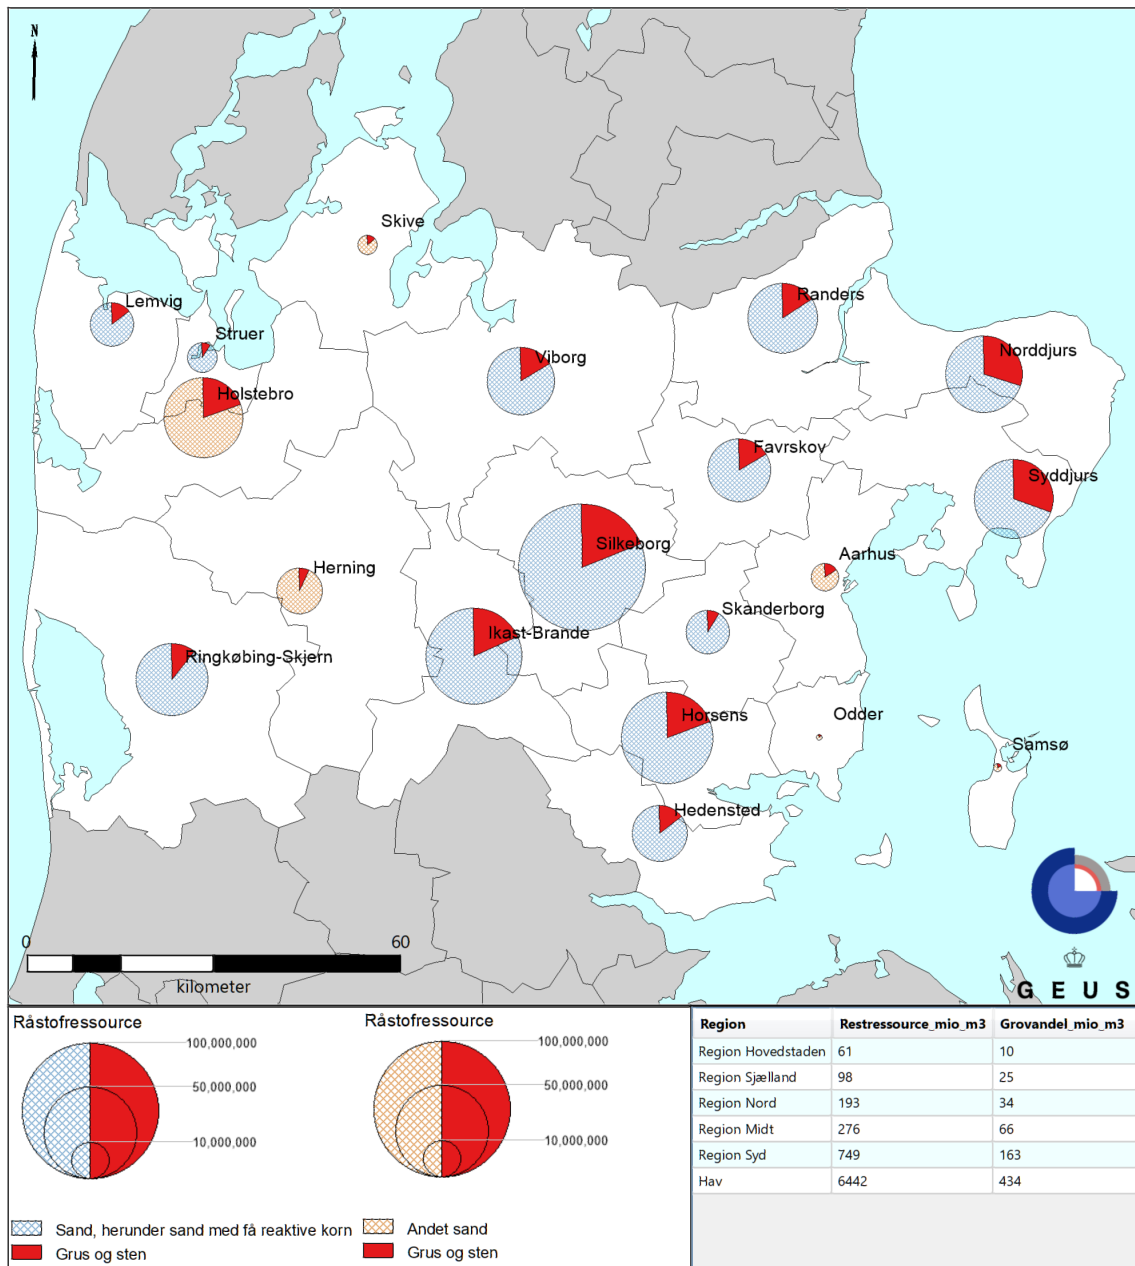 N
Skive
Lemvig
Randers
Struer
Norddjurs
Viborg
Holstebro
Favrskov
Syddjurs
Silkeborg
Aarhus
Herning
Skanderborg
Ikast-Brande
Ringkøbing-Skjern
Odder
Horsens
Samsø
Hedensted
0 60
kilometer
G E U S
Råstofressource
100,000,000
50,000,000
10,000,000
Sand, herunder sand med få reaktive korn
Grus og sten
Råstofressource
100,000,000
50,000,000
10,000,000
Andet sand
Grus og sten
Region Restressource_mio_m3 Grovandel_mio_m3
Region Hovedstaden 61 10
Region Sjælland 98 25
Region Nord 193 34
Region Midt 276 66
Region Syd 749 163
Hav 6442 434